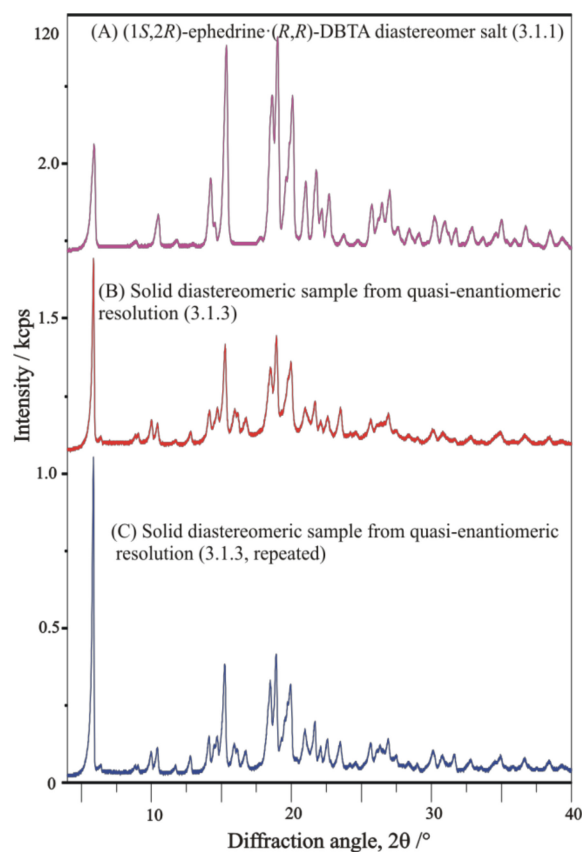 120
(A) (1S,2R)-ephedrine·(R,R)-DBTA diastereomer salt (3.1.1)
2.0
(B) Solid diastereomeric sample from quasi-enantiomeric
resolution (3.1.3)
1.5
Intensity / kcps
1.0
(C) Solid diastereomeric sample from quasi-enantiomeric
resolution (3.1.3, repeated)
0.5
0
10 20 30 40
Diffraction angle, 2θ /°